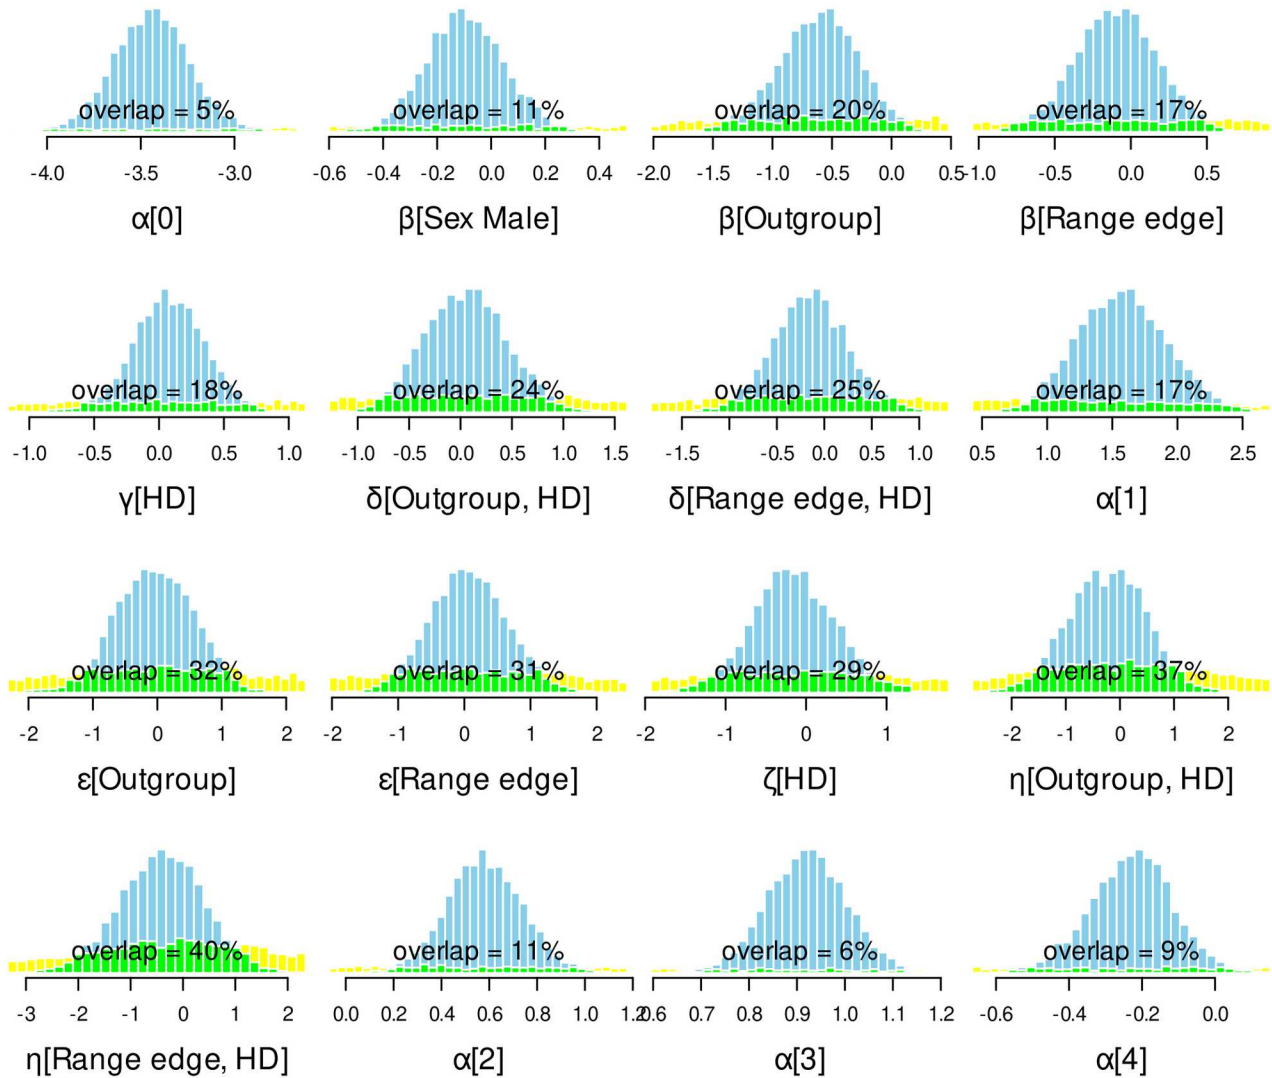 overlap = 5% overlap = 11% overlap = 20% overlap = 17%
-4.0 -3.5 -3.0 -0.6 -0.4 -0.2 0.0 0.2 0.4 -2.0 -1.5 -1.0 -0.5 0.0 0.5 -1.0 -0.5 0.0 0.5
α[0] β[Sex Male] β[Outgroup] β[Range edge]
overlap = 18% overlap = 24% overlap = 25% overlap = 17%
-1.0 -0.5 0.0 0.5 1.0 -1.0 -0.5 0.0 0.5 1.0 1.5 -1.5 -0.5 0.0 0.5 1.0 0.5 1.0 1.5 2.0 2.5
γ[HD] δ[Outgroup, HD] δ[Range edge, HD] α[1]
overlap = 32% overlap = 31% overlap = 29% overlap = 37%
-2 -1 0 1 2 -2 -1 0 1 2 -2 -1 0 1 -2 -1 0 1 2
ε[Outgroup] ε[Range edge] ζ[HD] η[Outgroup, HD]
overlap = 40% overlap = 11% overlap = 6% overlap = 9%
-3 -2 -1 0 1 2 0.0 0.2 0.4 0.6 0.8 1.0 1.2 0.6 0.7 0.8 0.9 1.0 1.1 1.2 -0.6 -0.4 -0.2 0.0
η[Range edge, HD] α[2] α[3] α[4]